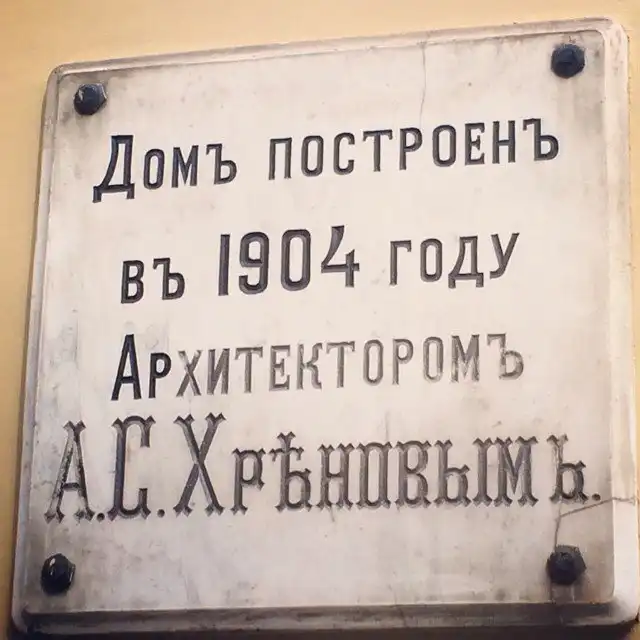 Домъ построенъ
въ 1904 году
Архитекторомъ
А.С.Хрѣновымъ.